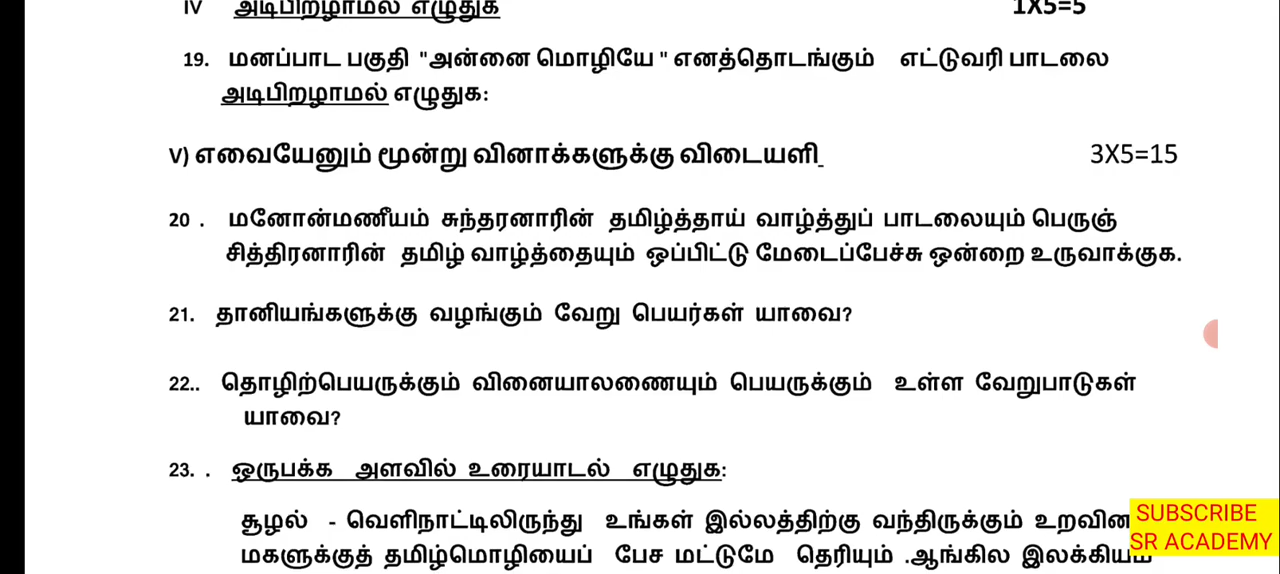 IV அடிபிறழாமல் எழுதுக 1X5=5
19. மனப்பாட பகுதி "அன்னை மொழியே " எனத்தொடங்கும் எட்டுவரி பாடலை
அடிபிறழாமல் எழுதுக:
V) எவையேனும் மூன்று வினாக்களுக்கு விடையளி 3X5=15
20 . மனோன்மணீயம் சுந்தரனாரின் தமிழ்த்தாய் வாழ்த்துப் பாடலையும் பெருஞ்
சித்திரனாரின் தமிழ் வாழ்த்தையும் ஒப்பிட்டு மேடைப்பேச்சு ஒன்றை உருவாக்குக.
21. தானியங்களுக்கு வழங்கும் வேறு பெயர்கள் யாவை?
22.. தொழிற்பெயருக்கும் வினையாலணையும் பெயருக்கும் உள்ள வேறுபாடுகள்
யாவை?
23. . ஒருபக்க அளவில் உரையாடல் எழுதுக:
சூழல் - வெளிநாட்டிலிருந்து உங்கள் இல்லத்திற்கு வந்திருக்கும்
மகளுக்குத் தமிழ்மொழியைப் பேச மட்டுமே தெரியும் .ஆங்கில
SUBSCRIBE
SR ACADEMY